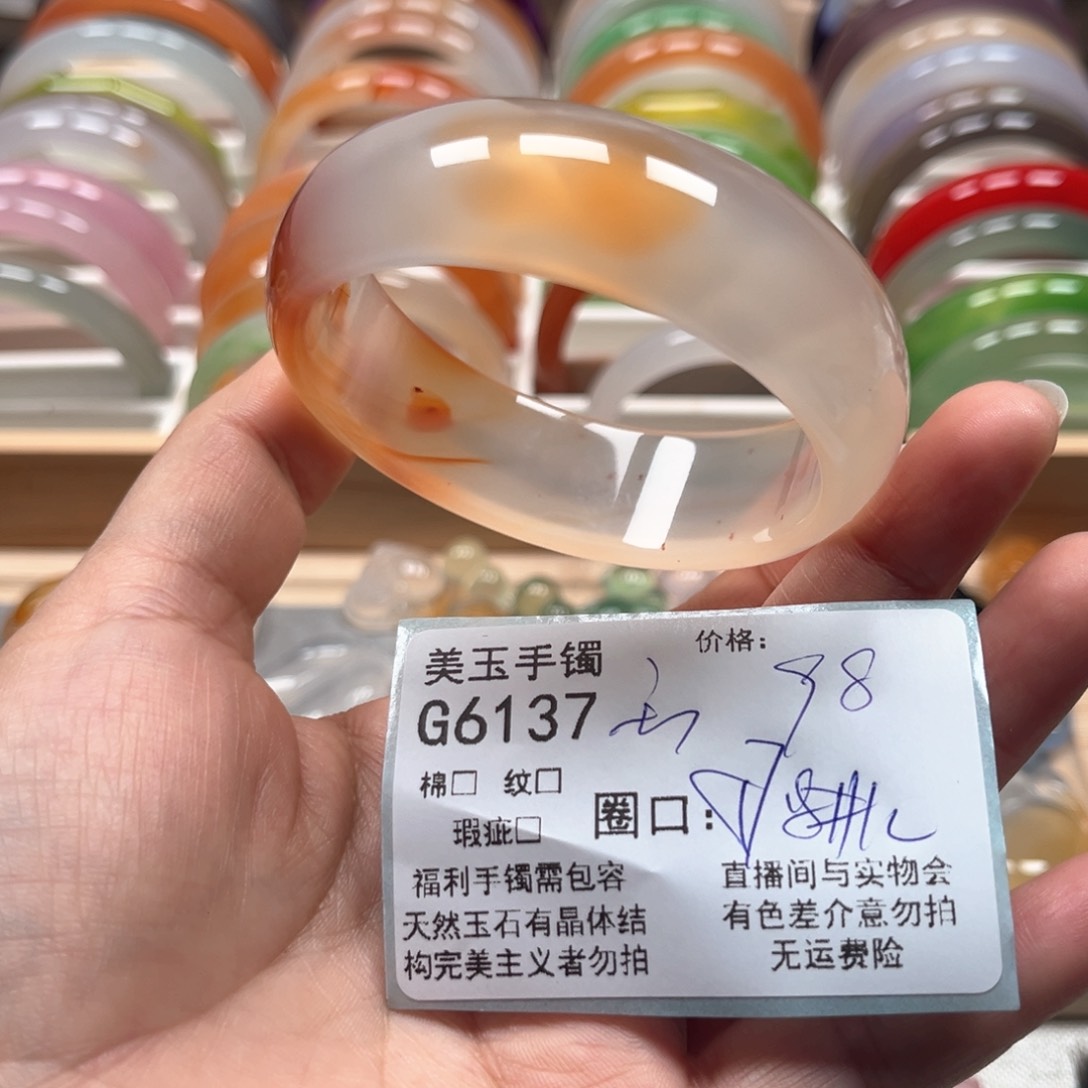 美玉手镯
价格：98
G6137
棉□ 纹□
瑕疵□
圈口：
福利手镯需包容
天然玉石有晶体结
构完美主义者勿拍
直播间与实物会
有色差介意勿拍
无运费险